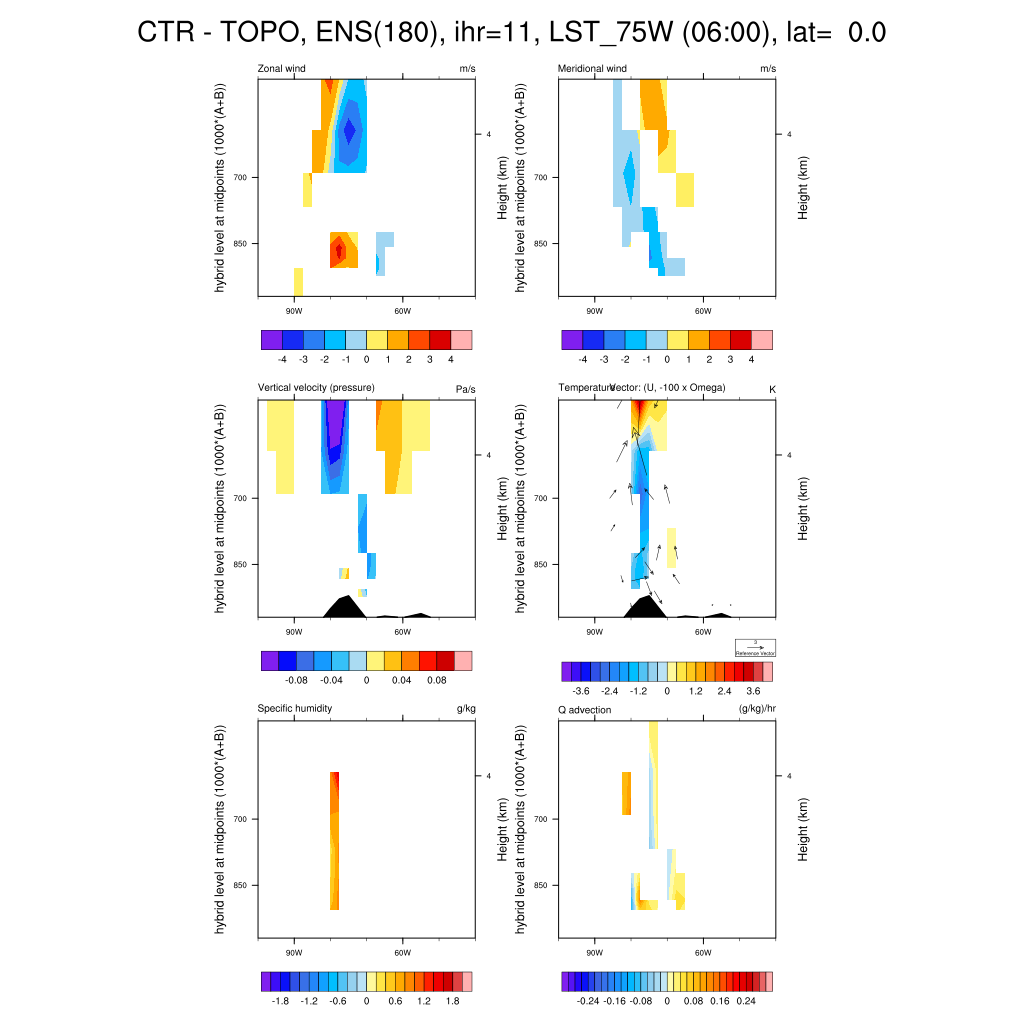 CTR - TOPO, ENS(180), ihr=11, LST_75W (06:00), lat=  0.0
Zonal wind m/s
hybrid level at midpoints (1000*(A+B))
700
850
4
Height (km)
90W 60W
-4 -3 -2 -1 0 1 2 3 4
Meridional wind m/s
hybrid level at midpoints (1000*(A+B))
700
850
4
Height (km)
90W 60W
-4 -3 -2 -1 0 1 2 3 4
Vertical velocity (pressure) Pa/s
hybrid level at midpoints (1000*(A+B))
700
850
4
Height (km)
90W 60W
-0.08 -0.04 0 0.04 0.08
Temperature Vector: (U, -100 x Omega) K
hybrid level at midpoints (1000*(A+B))
700
850
4
Height (km)
90W 60W
3
Reference Vector
-3.6 -2.4 -1.2 0 1.2 2.4 3.6
Specific humidity g/kg
hybrid level at midpoints (1000*(A+B))
700
850
4
Height (km)
90W 60W
-1.8 -1.2 -0.6 0 0.6 1.2 1.8
Q advection (g/kg)/hr
hybrid level at midpoints (1000*(A+B))
700
850
4
Height (km)
90W 60W
-0.24 -0.16 -0.08 0 0.08 0.16 0.24